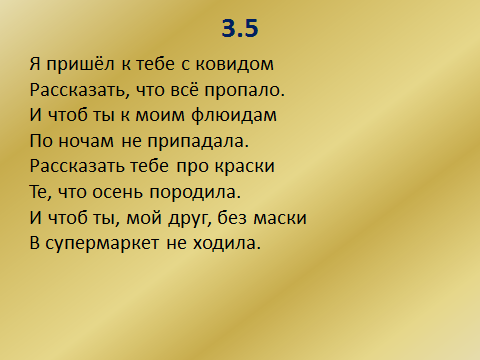 3.5
Я пришёл к тебе с ковидом
Рассказать, что всё пропало.
И чтоб ты к моим флюидам
По ночам не припадала.
Рассказать тебе про краски
Те, что осень породила.
И чтоб ты, мой друг, без маски
В супермаркет не ходила.